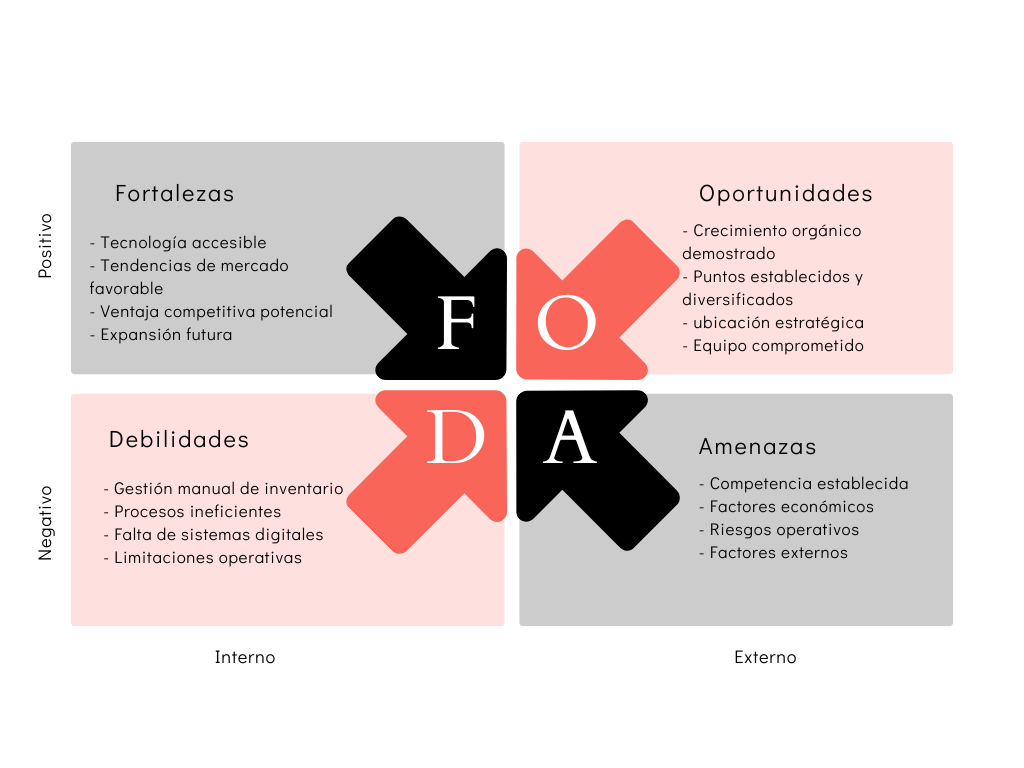 Positivo
Fortalezas
- Tecnología accesible
- Tendencias de mercado
favorable
- Ventaja competitiva potencial
- Expansión futura
F
Oportunidades
- Crecimiento orgánico
demostrado
- Puntos establecidos y
diversificados
- ubicación estratégica
- Equipo comprometido
O
Negativo
Debilidades
- Gestión manual de inventario
- Procesos ineficientes
- Falta de sistemas digitales
- Limitaciones operativas
D
Amenazas
- Competencia establecida
- Factores económicos
- Riesgos operativos
- Factores externos
A
Interno
Externo